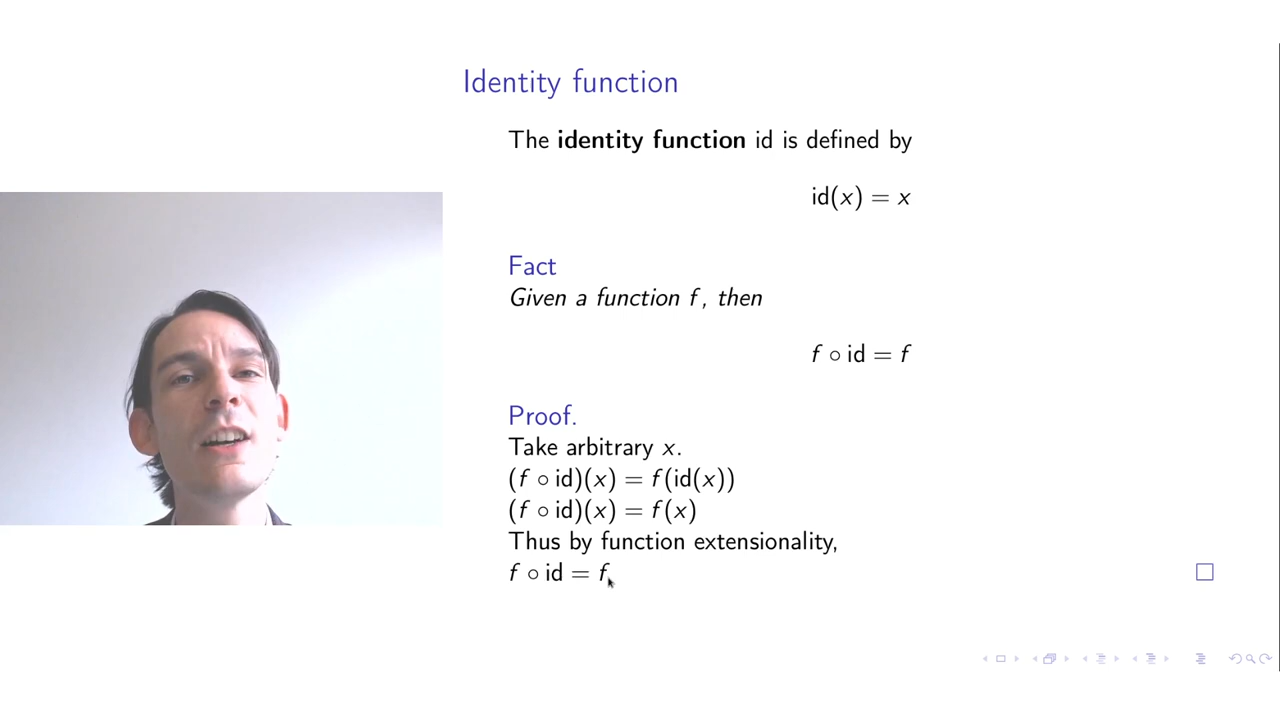 Identity function
The identity function id is defined by
id(x) = x
Fact
Given a function f, then
f ∘ id = f
Proof.
Take arbitrary x.
(f ∘ id)(x) = f(id(x))
(f ∘ id)(x) = f(x)
Thus by function extensionality,
f ∘ id = f